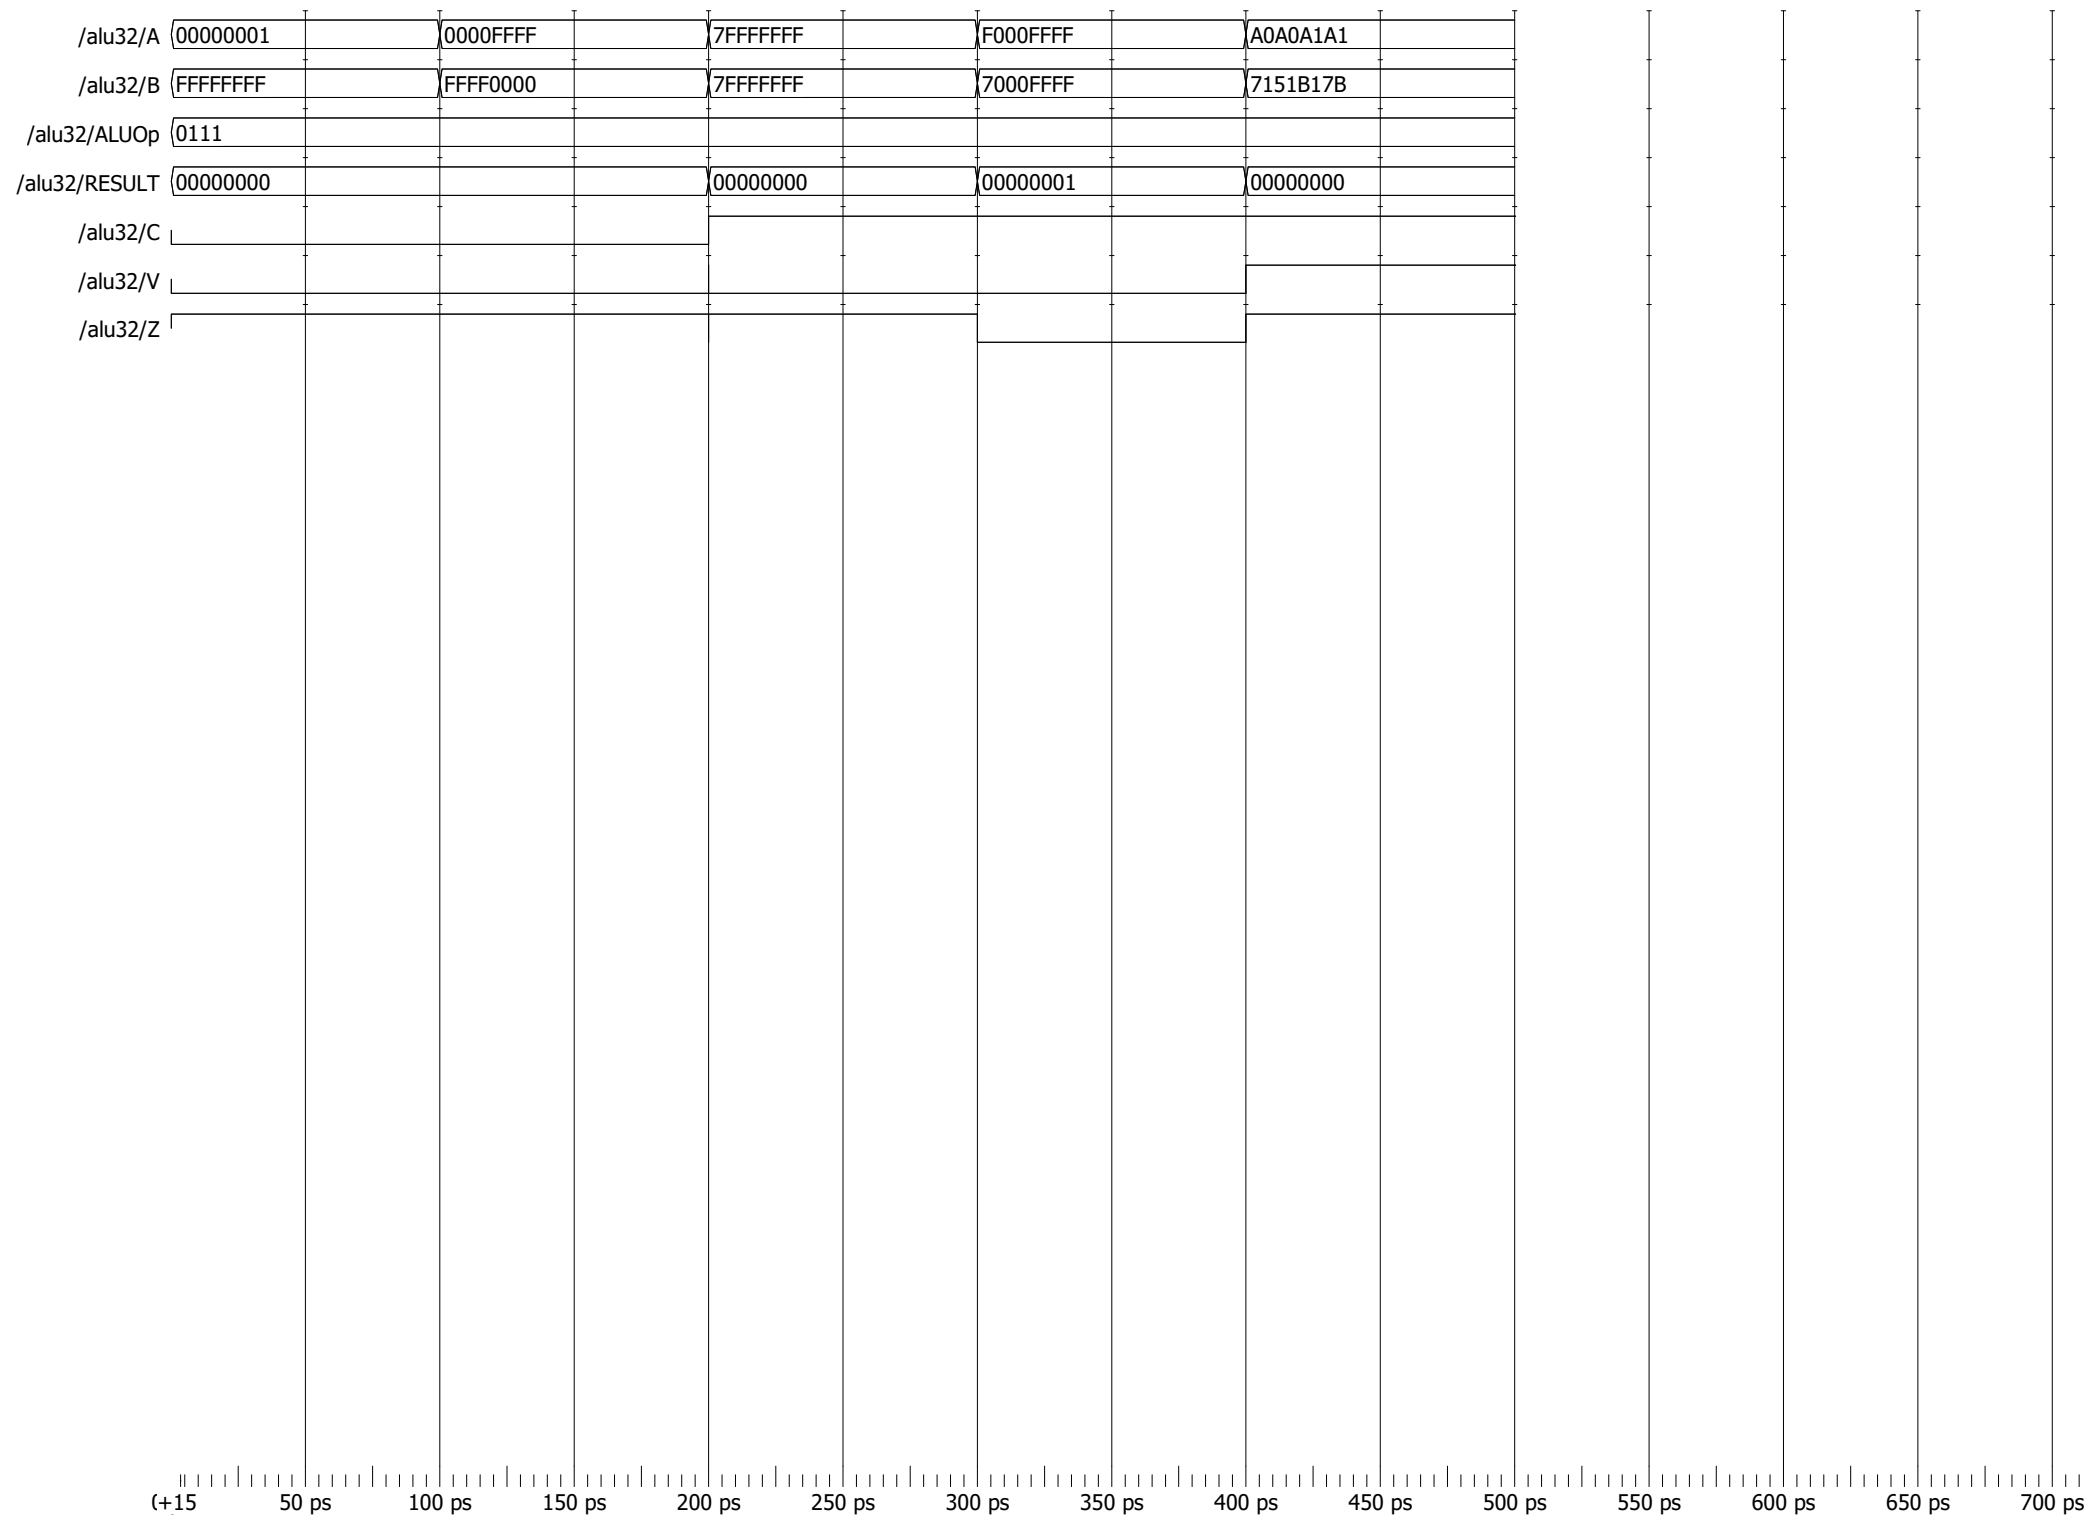 /alu32/A 00000001 0000FFFF 7FFFFFFF F000FFFF A0A0A1A1
/alu32/B FFFFFFFF FFFF0000 7FFFFFFF 7000FFFF 7151B17B
/alu32/ALUOp 0111
/alu32/RESULT 00000000 00000000 00000001 00000000
/alu32/C
/alu32/V
/alu32/Z
(+15 50 ps 100 ps 150 ps 200 ps 250 ps 300 ps 350 ps 400 ps 450 ps 500 ps 550 ps 600 ps 650 ps 700 ps